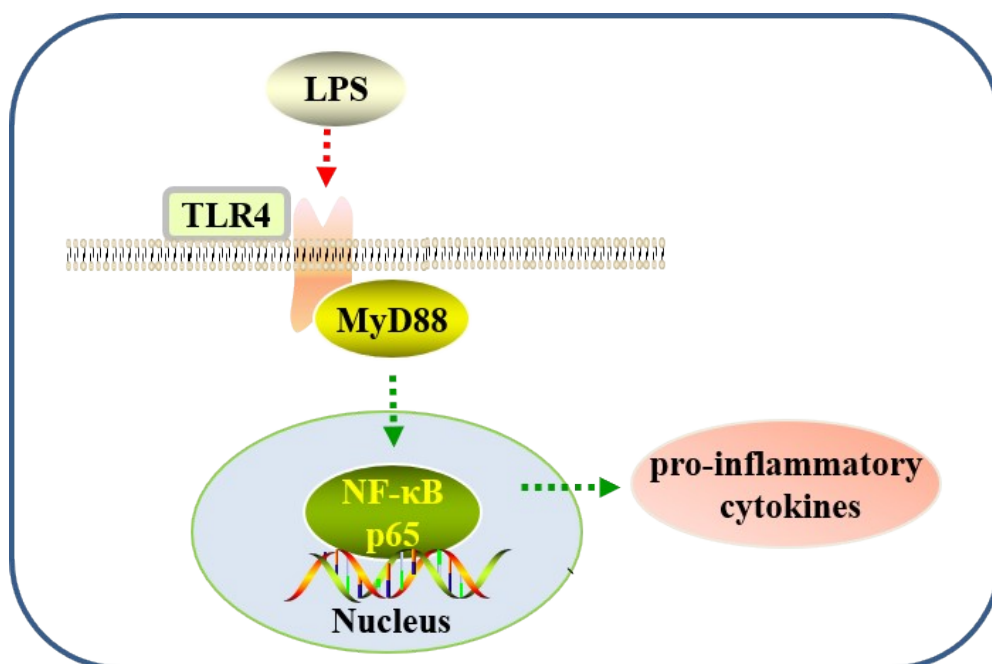 LPS
TLR4
MyD88
NF-κB
p65
pro-inflammatory
cytokines
Nucleus